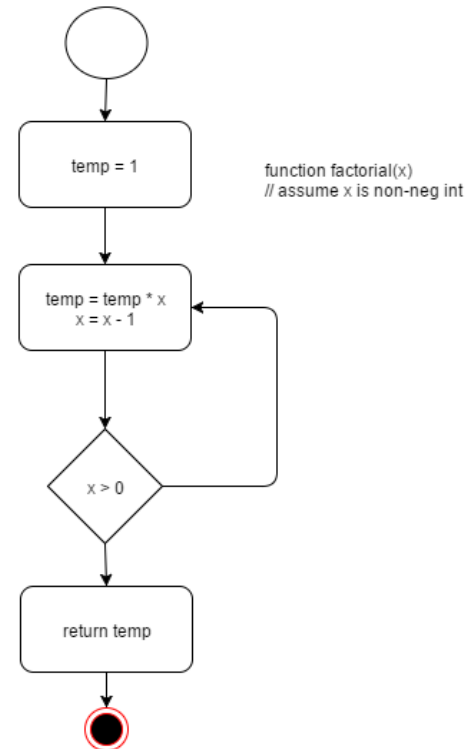 temp = 1
function factorial(x)
// assume x is non-neg int
temp = temp * x
x = x - 1
x > 0
return temp